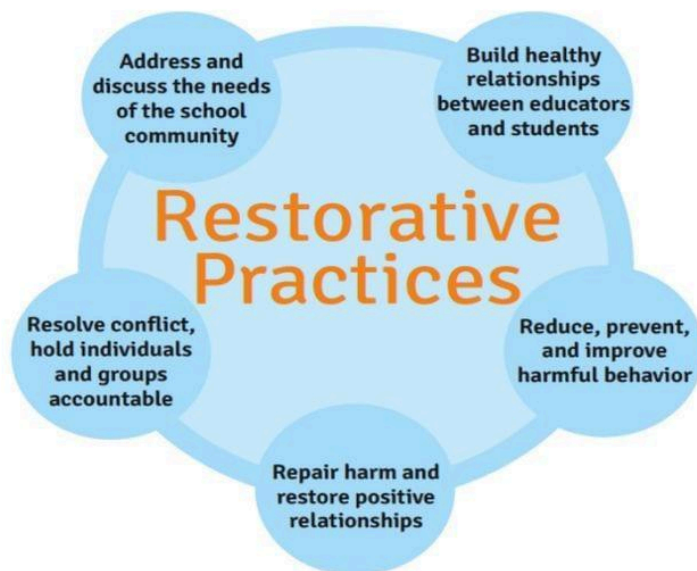 Address and
discuss the needs
of the school
community
Build healthy
relationships
between educators
and students
Restorative
Practices
Resolve conflict,
hold individuals
and groups
accountable
Reduce, prevent,
and improve
harmful behavior
Repair harm and
restore positive
relationships